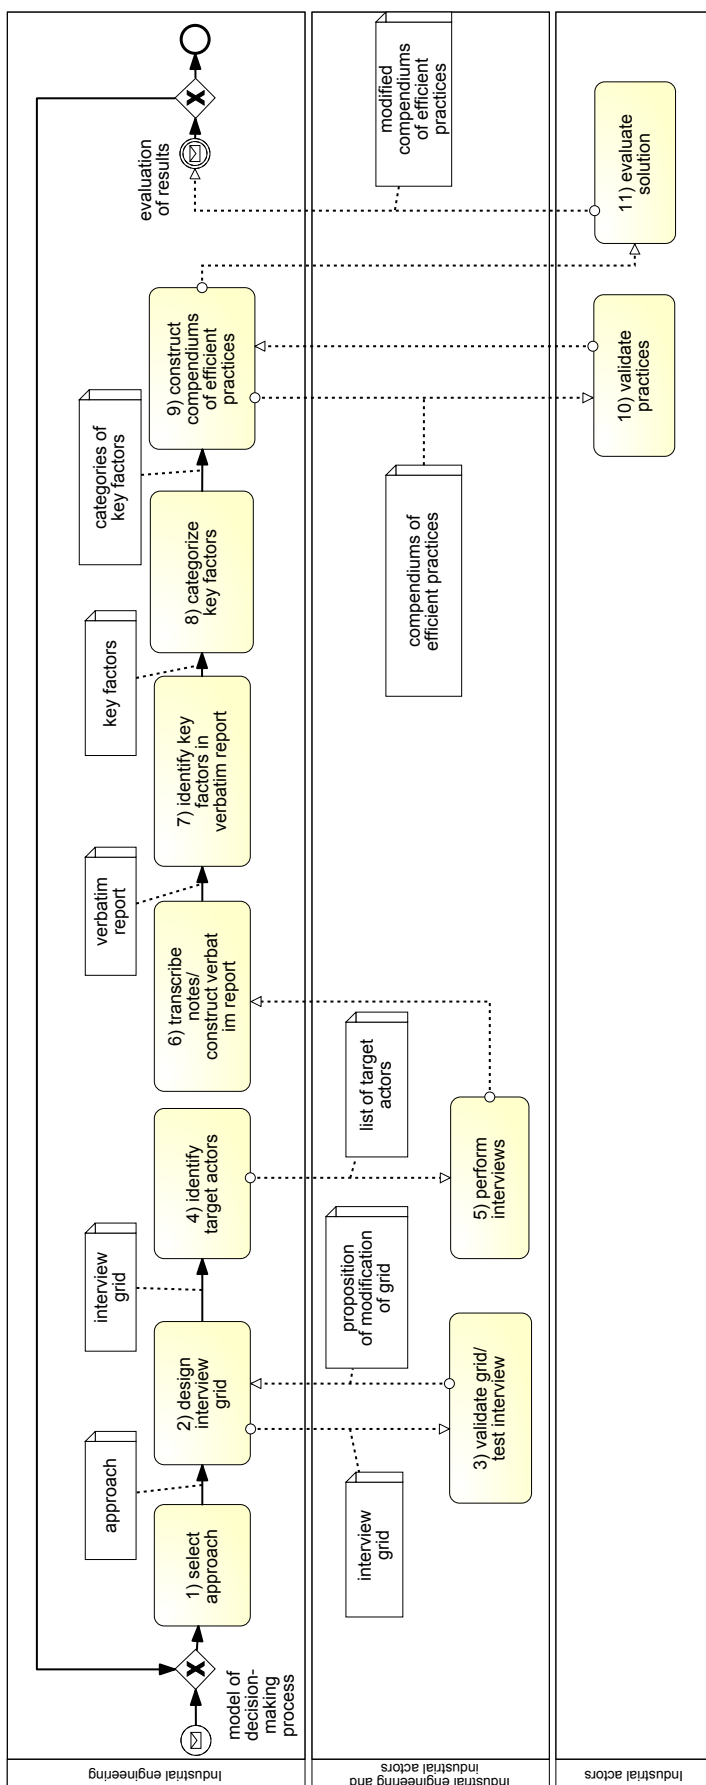 Industrial engineering
model of
decision-
making
process
1) select
approach
approach
2) design
interview
grid
interview
grid
4) identify
target actors
6) transcribe
notes/
construct verbat
im report
verbatim
report
7) identify key
factors in
verbatim report
key factors
8) categorize
key factors
categories of
key factors
9) construct
compendiums
of efficient
practices
evaluation
of results
Industrial engineering and
industrial actors
interview
grid
3) validate grid/
test interview
proposition
of modification
of grid
5) perform
interviews
list of target
actors
compendiums of
efficient practices
modified
compendiums
of efficient
practices
Industrial actors
10) validate
practices
11) evaluate
solution